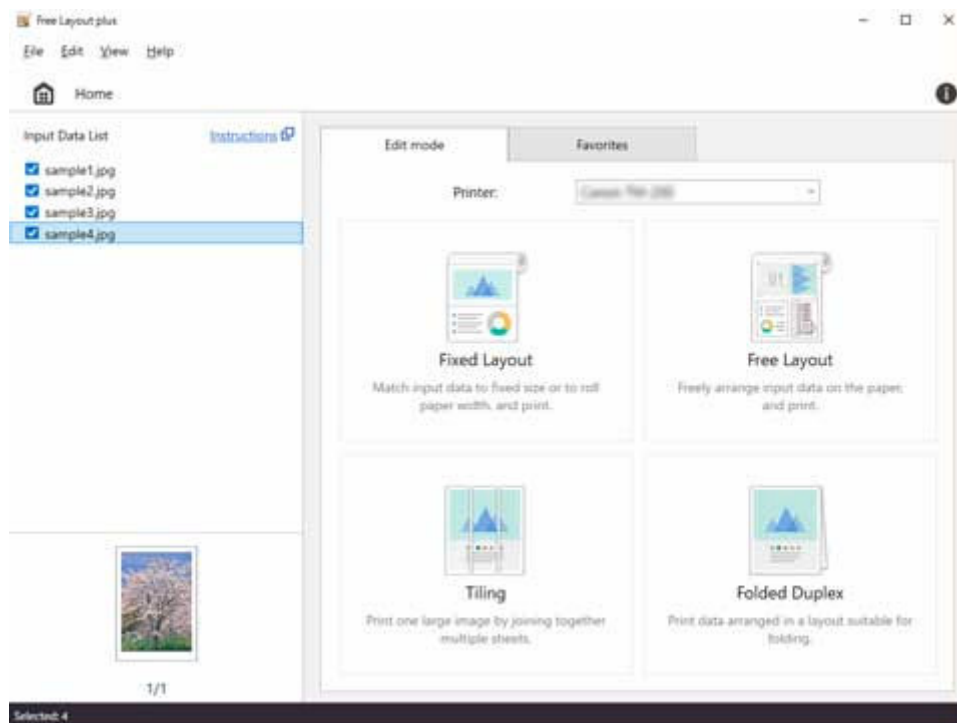 Free Layout plus
File Edit View Help
Home
Input Data List Instructions
sample1.jpg
sample2.jpg
sample3.jpg
sample4.jpg
1/1
Selected: 4
Edit mode Favorites
Printer:
Fixed Layout
Match input data to fixed size or to roll
paper width, and print.
Free Layout
Freely arrange input data on the paper,
and print.
Tiling
Print one large image by joining together
multiple sheets.
Folded Duplex
Print data arranged in a layout suitable for
folding.